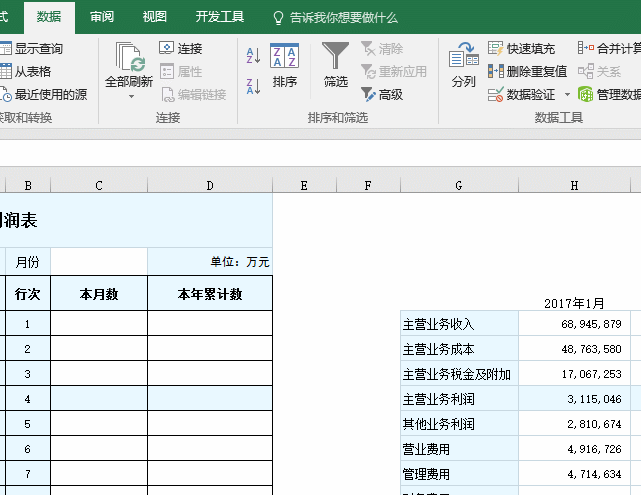 式 数据 审阅 视图 开发工具 告诉我你想要做什么
显示查询 连接 清除 快速填充 合并计算
从表格 全部刷新 属性 排序 筛选 重新应用 分列 删除重复值 关系
最近使用的源 编辑链接 高级 数据验证 管理数据
获取和转换 连接 排序和筛选 数据工具
B C D E F G H
润表
月份 单位:万元
行次 本月数 本年累计数 2017年1月
1 主营业务收入 68,945,879
2 主营业务成本 48,763,580
3 主营业务税金及附加 17,067,253
4 主营业务利润 3,115,046
5 其他业务利润 2,810,674
6 营业费用 4,916,726
7 管理费用 4,714,634